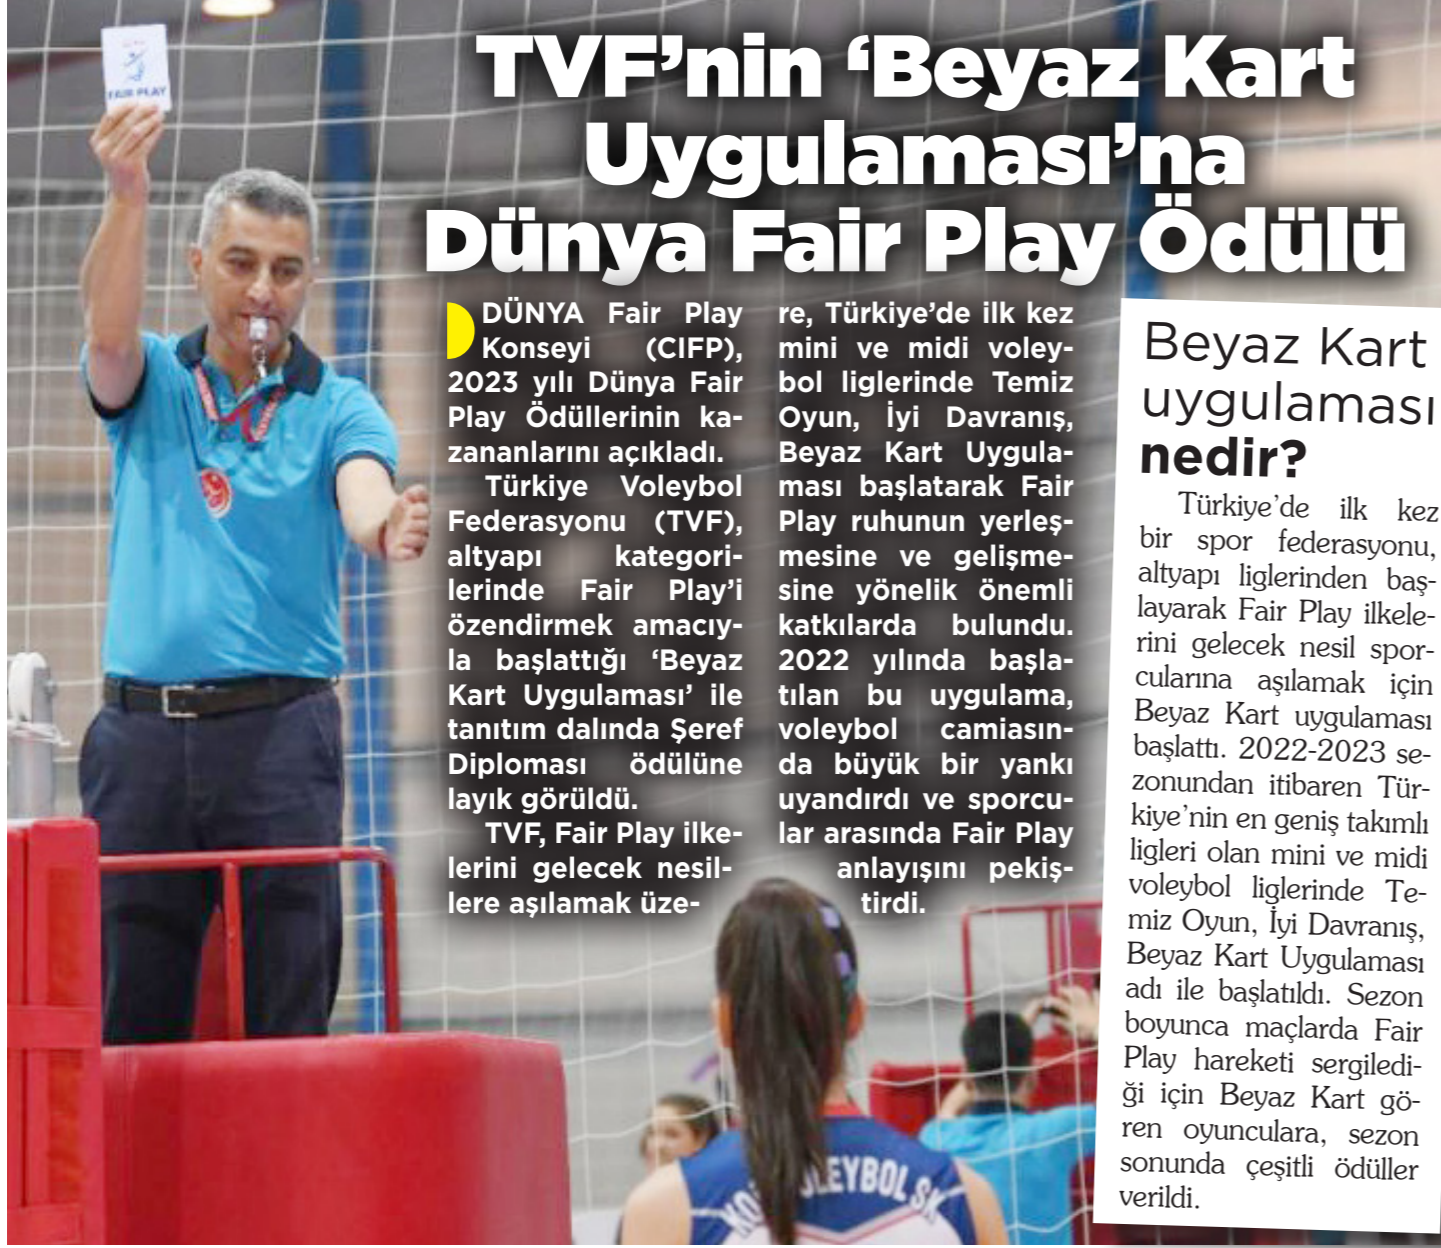 FAIR PLAY
TVF’nin ‘Beyaz Kart
Uygulaması’na
Dünya Fair Play Ödülü
DÜNYA Fair Play
Konseyi (CIFP),
2023 yılı Dünya Fair
Play Ödüllerinin ka-
zananlarını açıkladı.
Türkiye Voleybol
Federasyonu (TVF),
altyapı kategori-
lerinde Fair Play’i
özendirmek amacıy-
la başlattığı ‘Beyaz
Kart Uygulaması’ ile
tanıtım dalında Şeref
Diploması ödülüne
layık görüldü.
TVF, Fair Play ilke-
lerini gelecek nesil-
lere aşılamak üze-
re, Türkiye’de ilk kez
mini ve midi voley-
bol liglerinde Temiz
Oyun, İyi Davranış,
Beyaz Kart Uygula-
ması başlatarak Fair
Play ruhunun yerleş-
mesine ve gelişme-
sine yönelik önemli
katkılarda bulundu.
2022 yılında başla-
tılan bu uygulama,
voleybol camiasın-
da büyük bir yankı
uyandırdı ve sporcu-
lar arasında Fair Play
anlayışını pekiş-
tirdi.
Beyaz Kart
uygulaması
nedir?
Türkiye’de ilk kez
bir spor federasyonu,
altyapı liglerinden baş-
layarak Fair Play ilkele-
rini gelecek nesil spor-
cularına aşılamak için
Beyaz Kart uygulaması
başlattı. 2022-2023 se-
zonundan itibaren Tür-
kiye’nin en geniş takımlı
ligleri olan mini ve midi
voleybol liglerinde Te-
miz Oyun, İyi Davranış,
Beyaz Kart Uygulaması
adı ile başlatıldı. Sezon
boyunca maçlarda Fair
Play hareketi sergiledi-
ği için Beyaz Kart gö-
ren oyunculara, sezon
sonunda çeşitli ödüller
verildi.